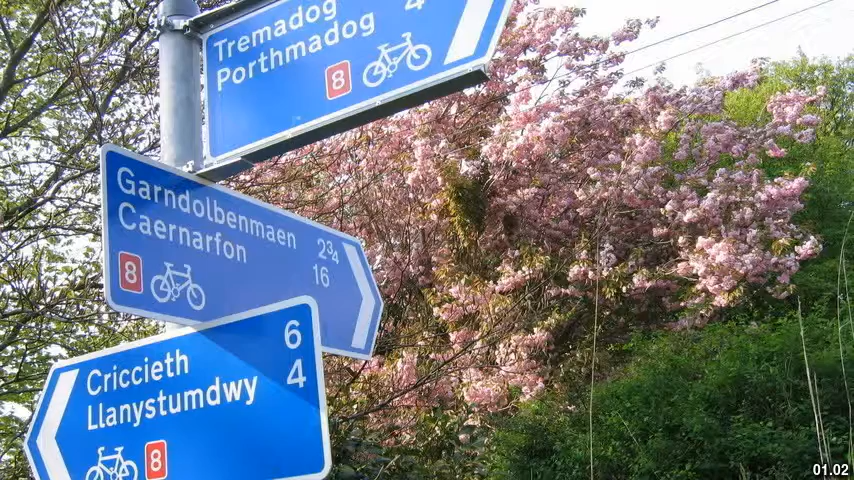 Tremadog 4
Porthmadog
8
Garndolbenmaen 2¾
Caernarfon 16
8
Criccieth 6
Llanystumdwy 4
8
01.02